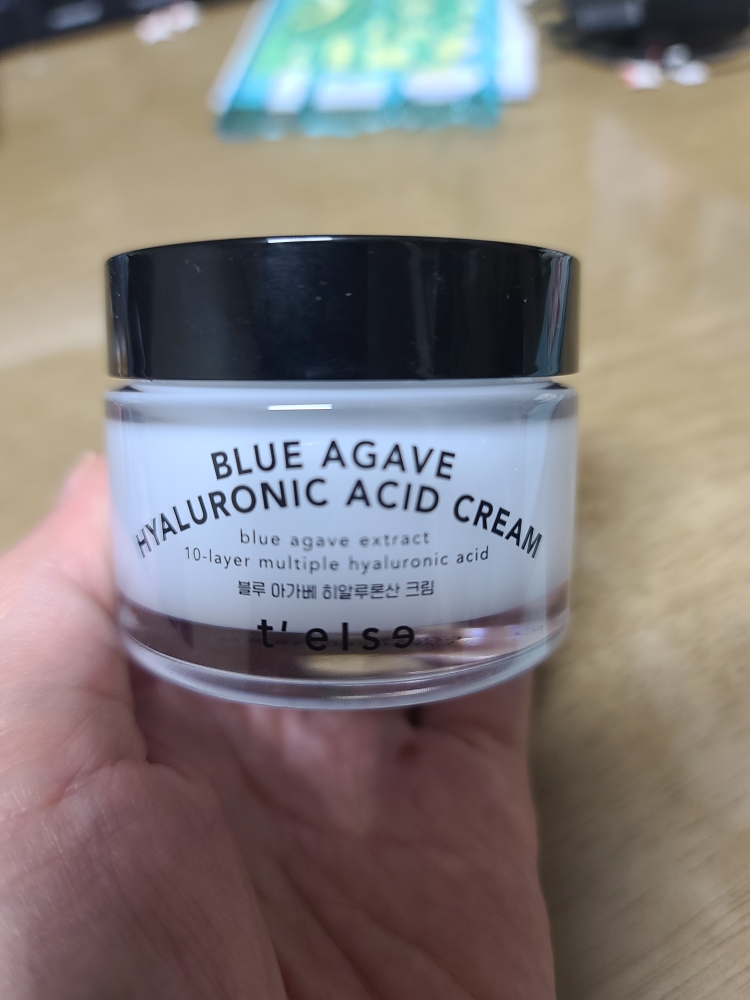 BLUE AGAVE
HYALURONIC ACID CREAM
blue agave extract
10-layer multiple hyaluronic acid
블루 아가베 히알루론산 크림
t' else